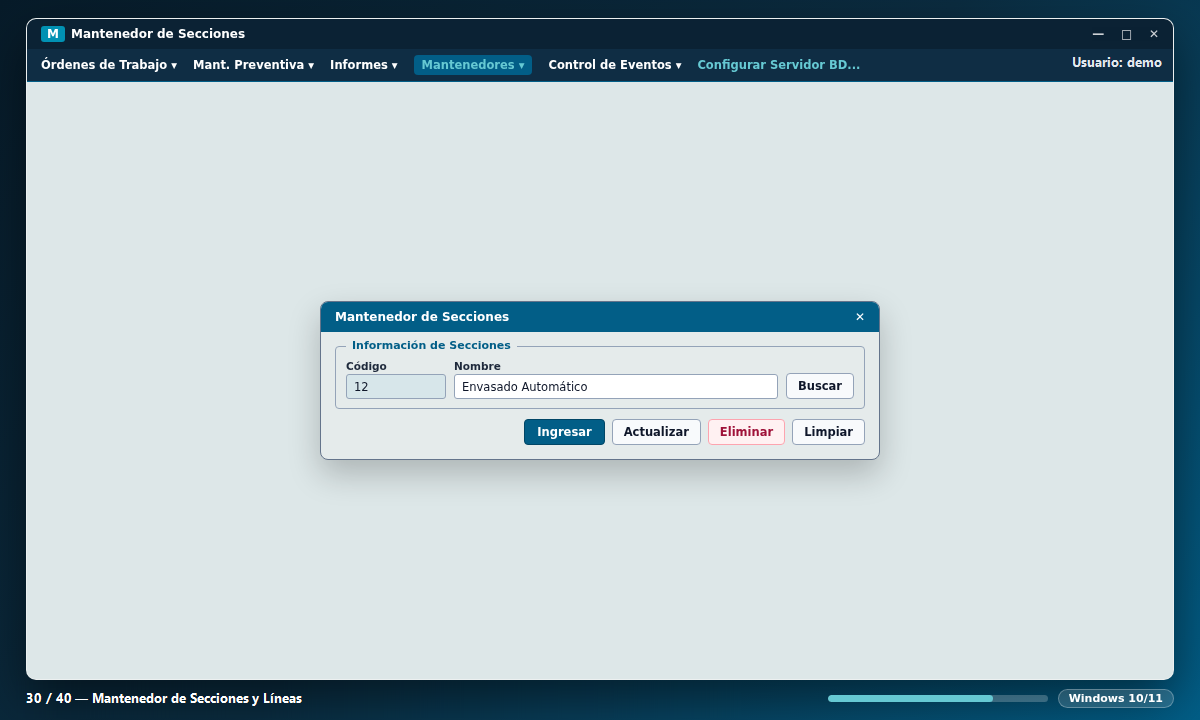 M Mantenedor de Secciones — □ ✕
Órdenes de Trabajo ▾ Mant. Preventiva ▾ Informes ▾ Mantenedores ▾ Control de Eventos ▾ Configurar Servidor BD... Usuario: demo
Mantenedor de Secciones ✕
Información de Secciones
Código Nombre
12 Envasado Automático Buscar
Ingresar Actualizar Eliminar Limpiar
30 / 40 — Mantenedor de Secciones y Líneas Windows 10/11